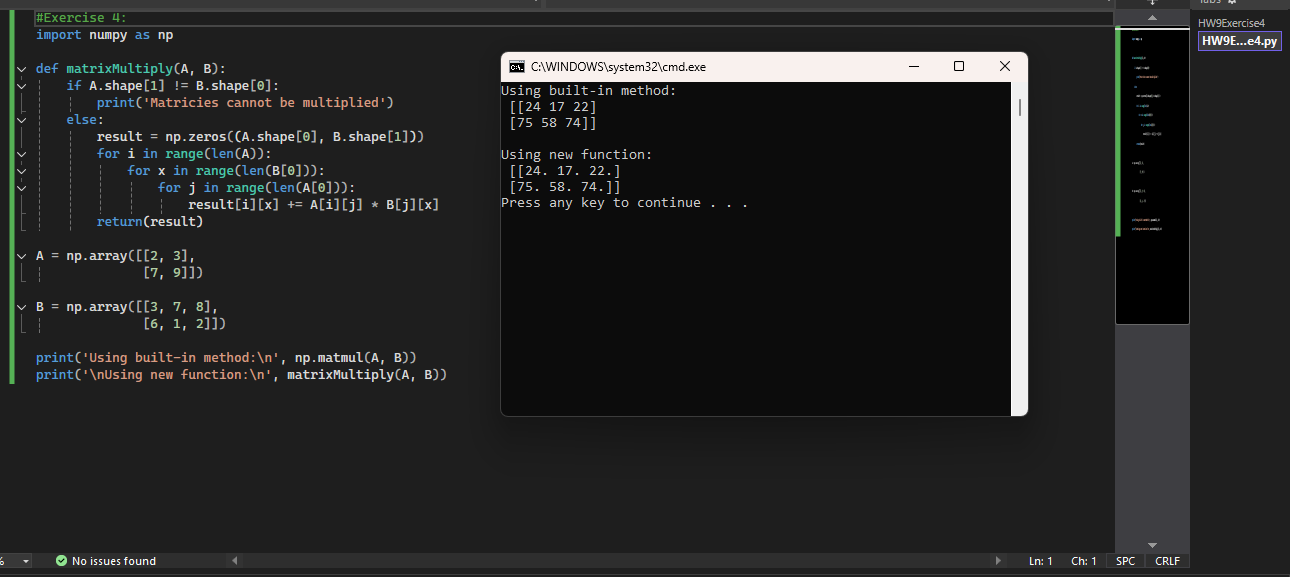 #Exercise 4:
import numpy as np
def matrixMultiply(A, B):
if A.shape[1] != B.shape[0]:
print('Matricies cannot be multiplied')
else:
result = np.zeros((A.shape[0], B.shape[1]))
for i in range(len(A)):
for x in range(len(B[0])):
for j in range(len(A[0])):
result[i][x] += A[i][j] * B[j][x]
return(result)
A = np.array([[2, 3],
[7, 9]])
B = np.array([[3, 7, 8],
[6, 1, 2]])
print('Using built-in method:\n', np.matmul(A, B))
print('\nUsing new function:\n', matrixMultiply(A, B))
C:\WINDOWS\system32\cmd.exe
Using built-in method:
[[24 17 22]
[75 58 74]]
Using new function:
[[24. 17. 22.]
[75. 58. 74.]]
Press any key to continue . . .
Tabs
HW9Exercise4
HW9E...e4.py
%
No issues found
Ln: 1 Ch: 1 SPC CRLF